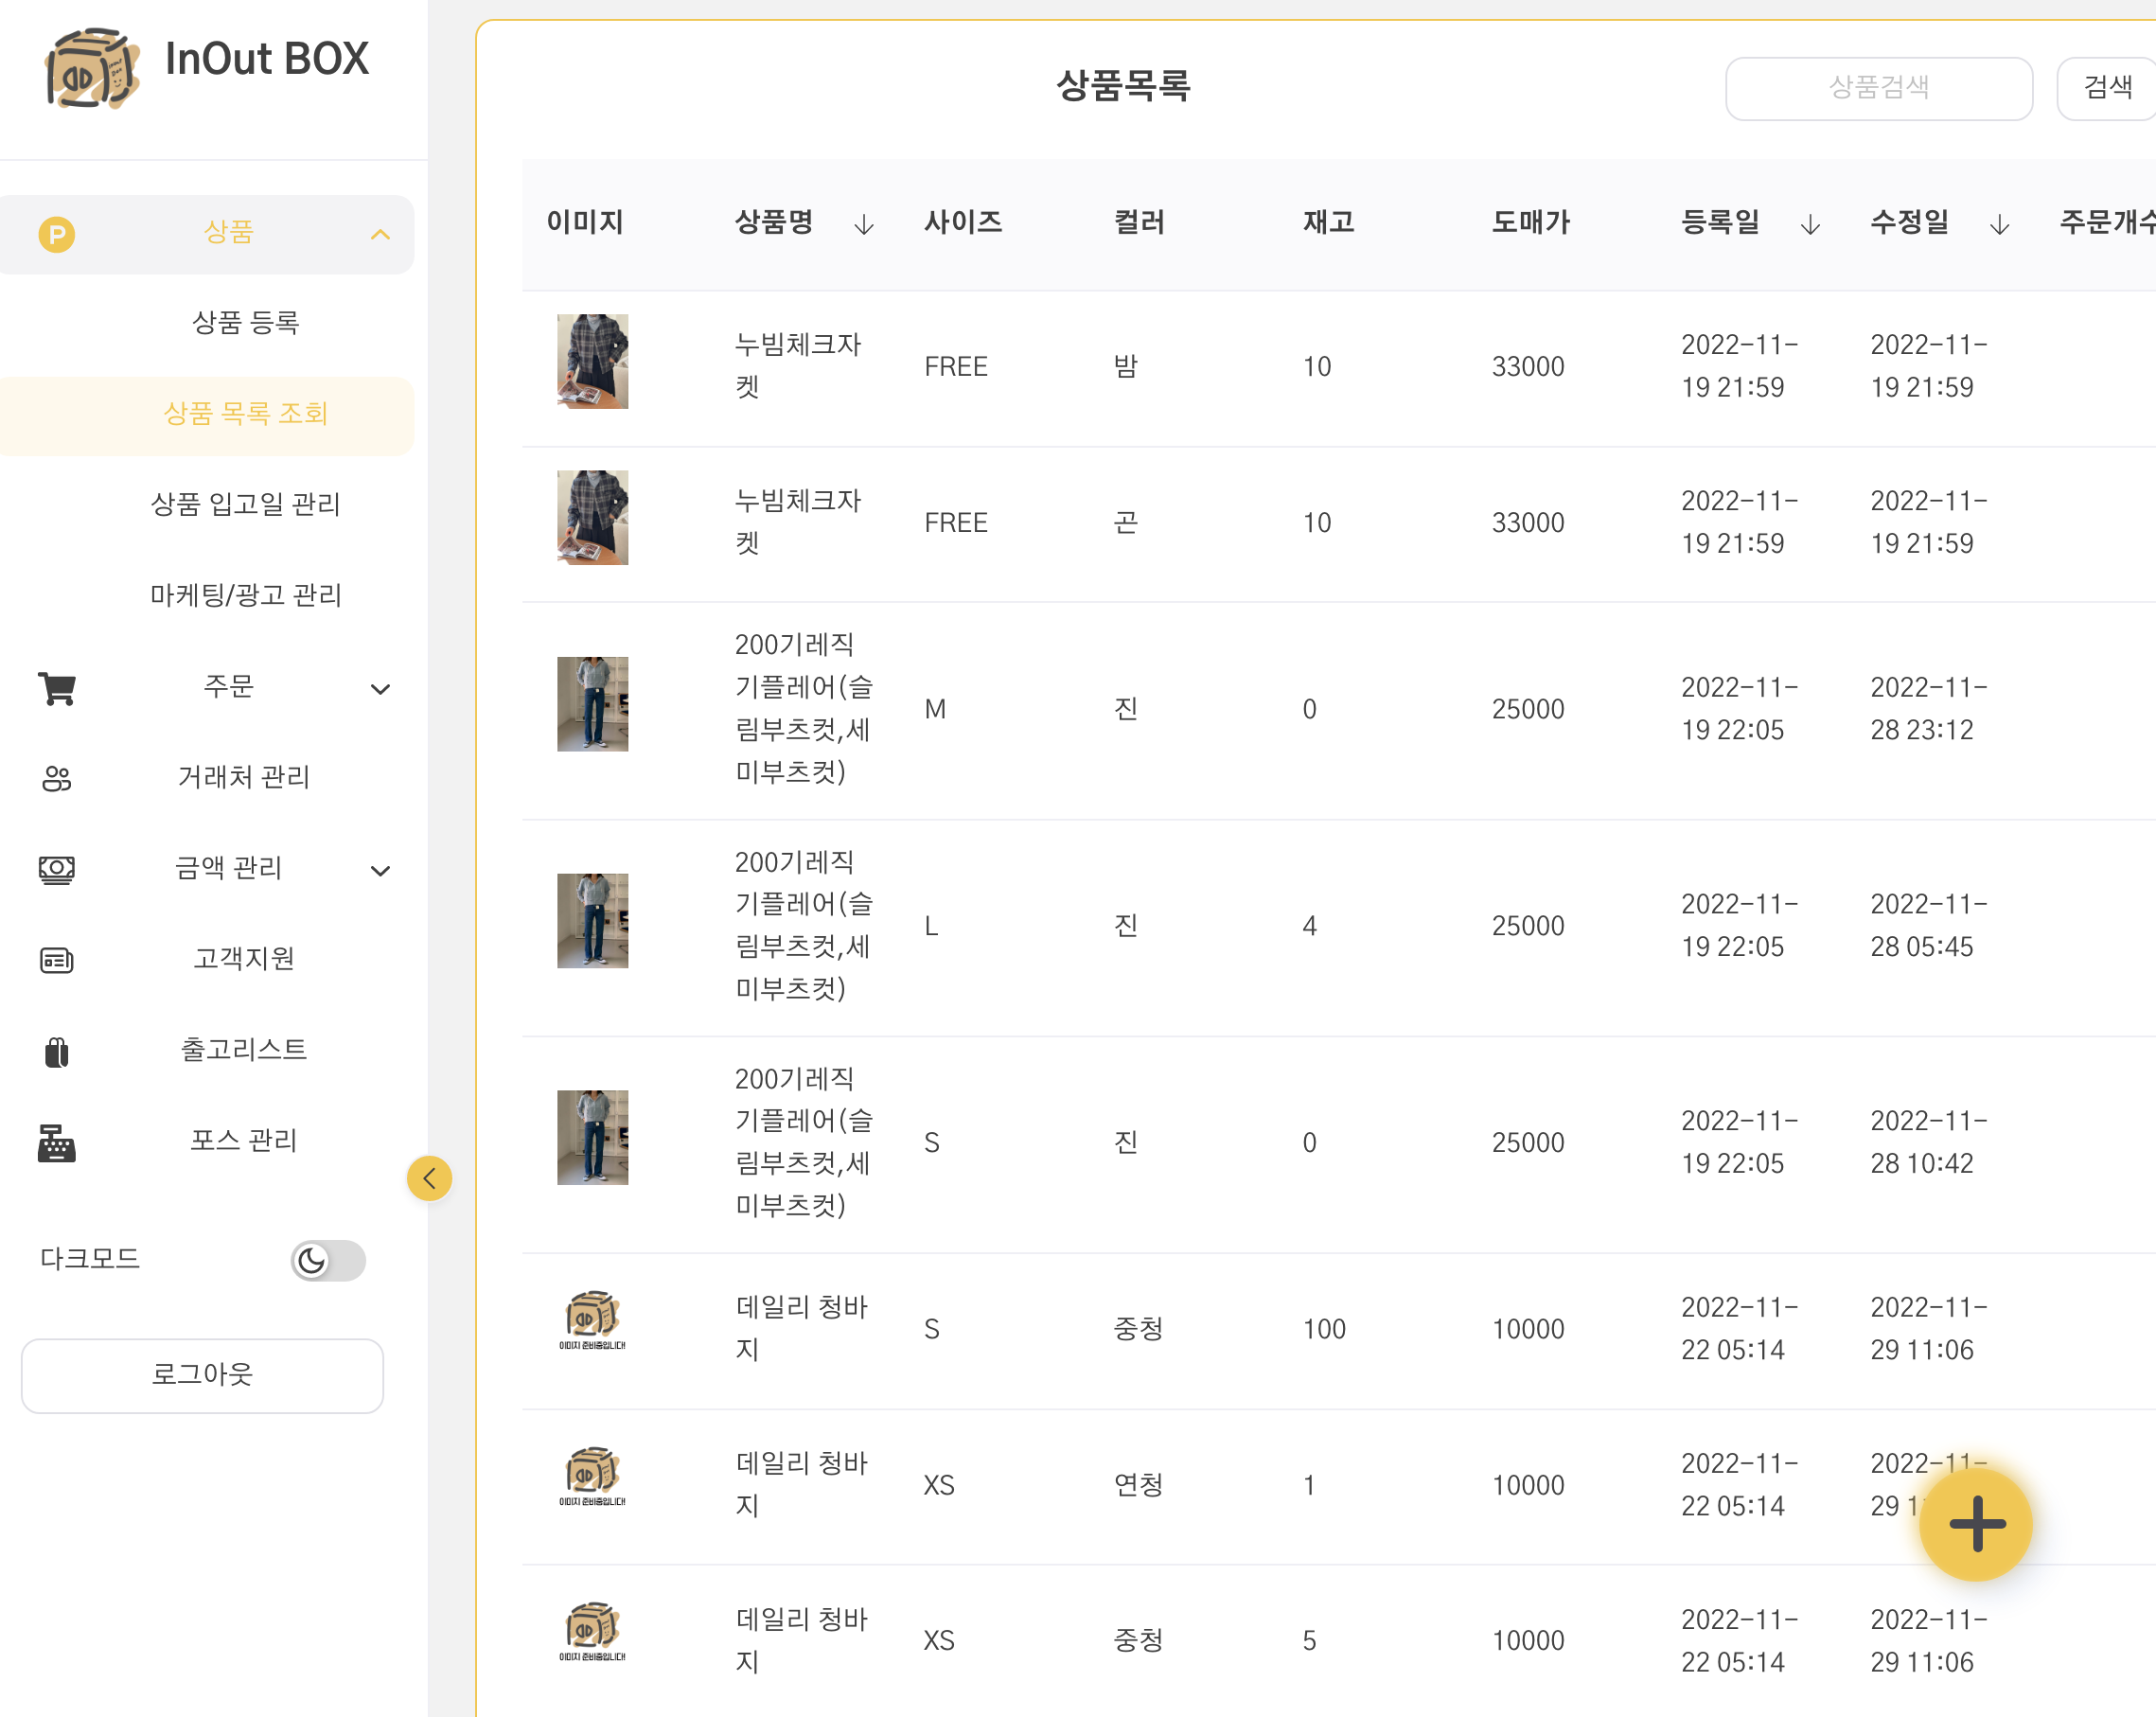 InOut BOX
상품
상품 등록
상품 목록 조회
상품 입고일 관리
마케팅/광고 관리
주문
거래처 관리
금액 관리
고객지원
출고리스트
포스 관리
다크모드
로그아웃
상품목록
상품검색
검색
이미지 상품명 사이즈 컬러 재고 도매가 등록일 수정일 주문개수
누빔체크자 2022-11- 2022-11-
FREE 밤 10 33000
켓 19 21:59 19 21:59
누빔체크자 2022-11- 2022-11-
FREE 곤 10 33000
켓 19 21:59 19 21:59
200기레직
기플레어(슬 2022-11- 2022-11-
M 진 0 25000
림부츠컷,세 19 22:05 28 23:12
미부츠컷)
200기레직
기플레어(슬 2022-11- 2022-11-
L 진 4 25000
림부츠컷,세 19 22:05 28 05:45
미부츠컷)
200기레직
기플레어(슬 2022-11- 2022-11-
S 진 0 25000
림부츠컷,세 19 22:05 28 10:42
미부츠컷)
데일리 청바 2022-11- 2022-11-
S 중청 100 10000
이미지 준비중입니다!
지 22 05:14 29 11:06
데일리 청바 2022-11- 2022-11-
XS 연청 1 10000
이미지 준비중입니다!
지 22 05:14 29
데일리 청바 2022-11- 2022-11-
XS 중청 5 10000
이미지 준비중입니다!
지 22 05:14 29 11:06